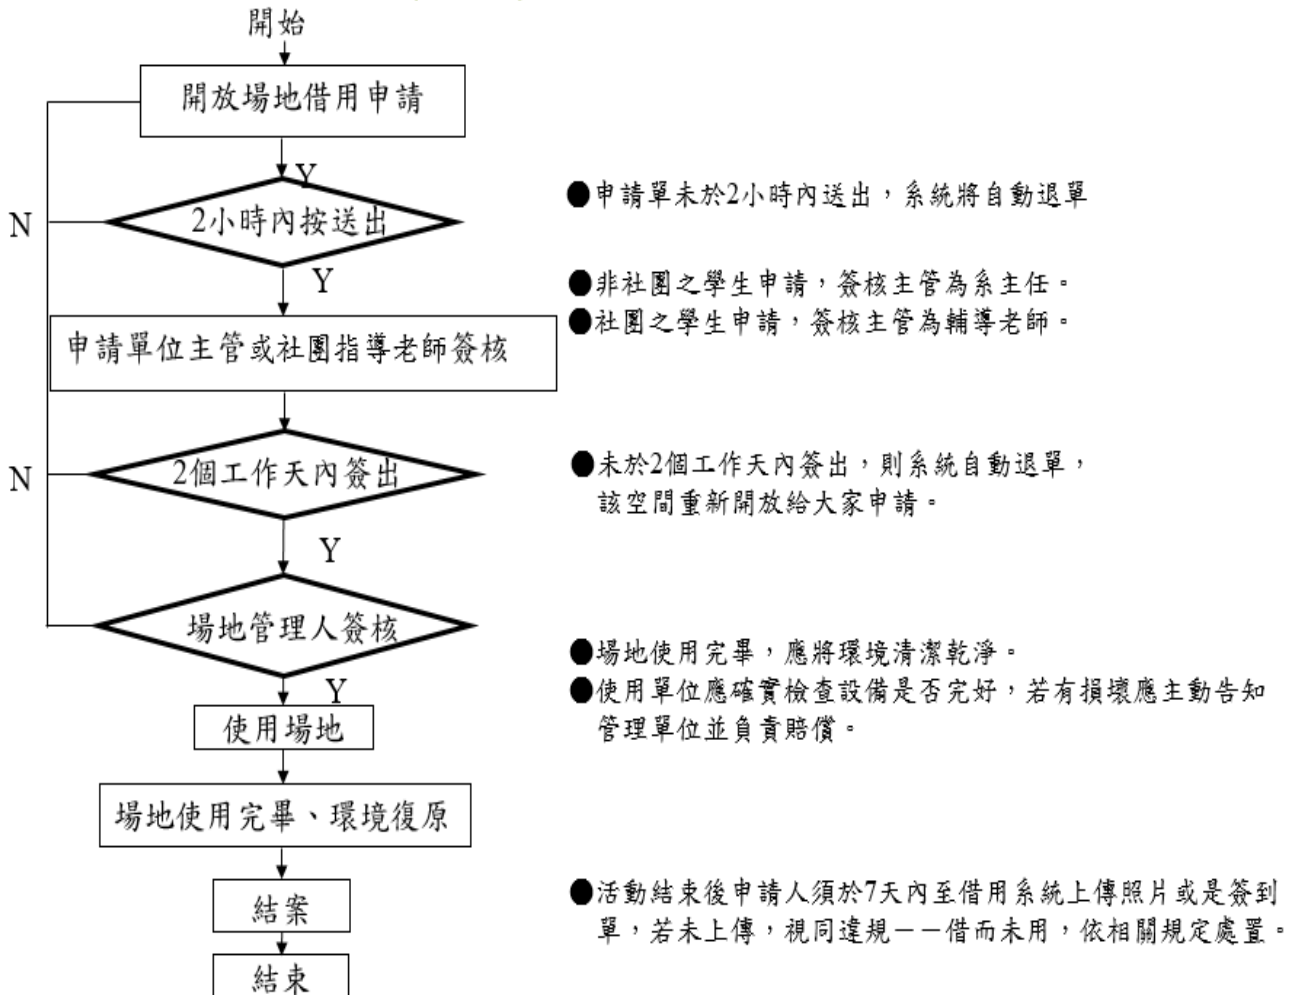 開始
開放場地借用申請
Y
2小時內按送出
N
●申請單未於2小時內送出，系統將自動退單
Y
●非社團之學生申請，簽核主管為系主任。
●社團之學生申請，簽核主管為輔導老師。
申請單位主管或社團指導老師簽核
2個工作天內簽出
N
●未於2個工作天內簽出，則系統自動退單，
該空間重新開放給大家申請。
Y
場地管理人簽核
Y
●場地使用完畢，應將環境清潔乾淨。
●使用單位應確實檢查設備是否完好，若有損壞應主動告知
管理單位並負責賠償。
使用場地
場地使用完畢、環境復原
結案
●活動結束後申請人須於7天內至借用系統上傳照片或是簽到
單，若未上傳，視同違規－－借而未用，依相關規定處置。
結束